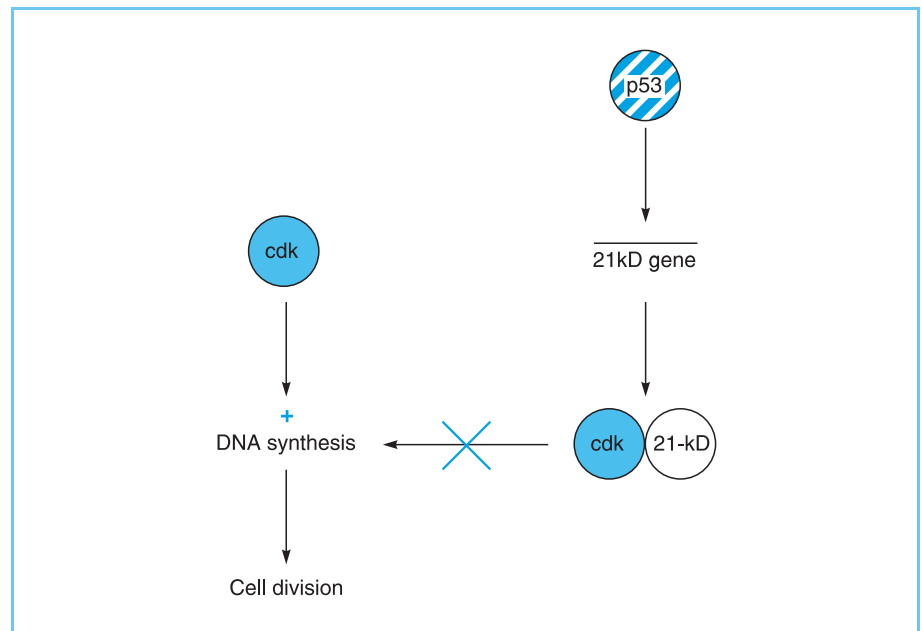 p53
cdk
21kD gene
+
DNA synthesis
cdk
21-kD
Cell division